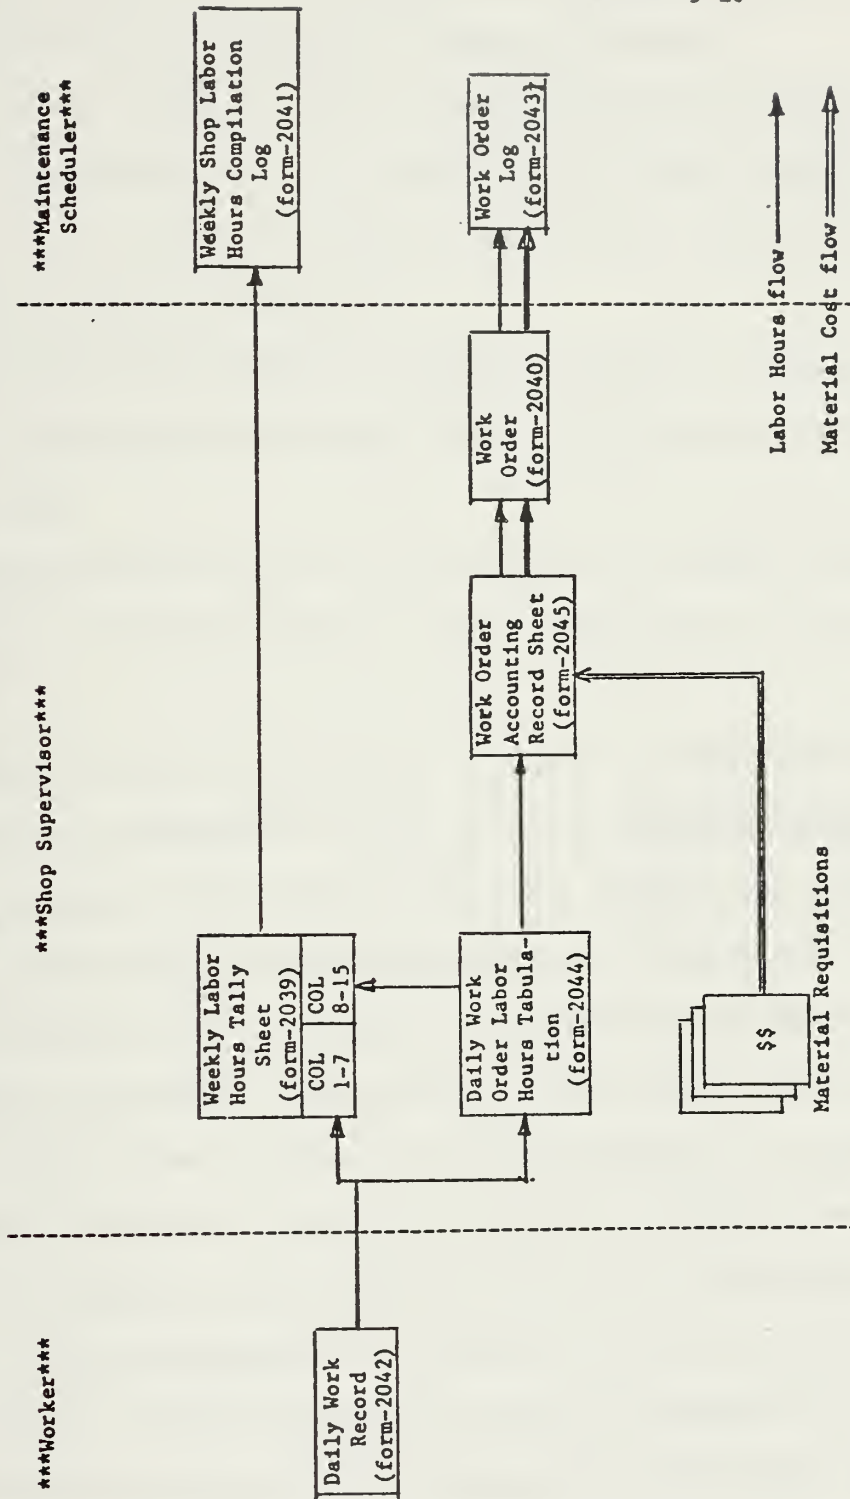 ***Worker***
***Shop Supervisor***
***Maintenance
Scheduler***
Daily Work
Record
(form-2042)
Weekly Labor
Hours Tally
Sheet
(form-2039)
COL
1-7
COL
8-15
Weekly Shop Labor
Hours Compilation
Log
(form-2041)
Daily Work
Order Labor
Hours Tabula-
tion
(form-2044)
Work Order
Accounting
Record Sheet
(form-2045)
Work
Order
(form-2040)
Work Order
Log
(form-2043)
$$
Material Requisitions
Labor Hours flow
Material Cost flow